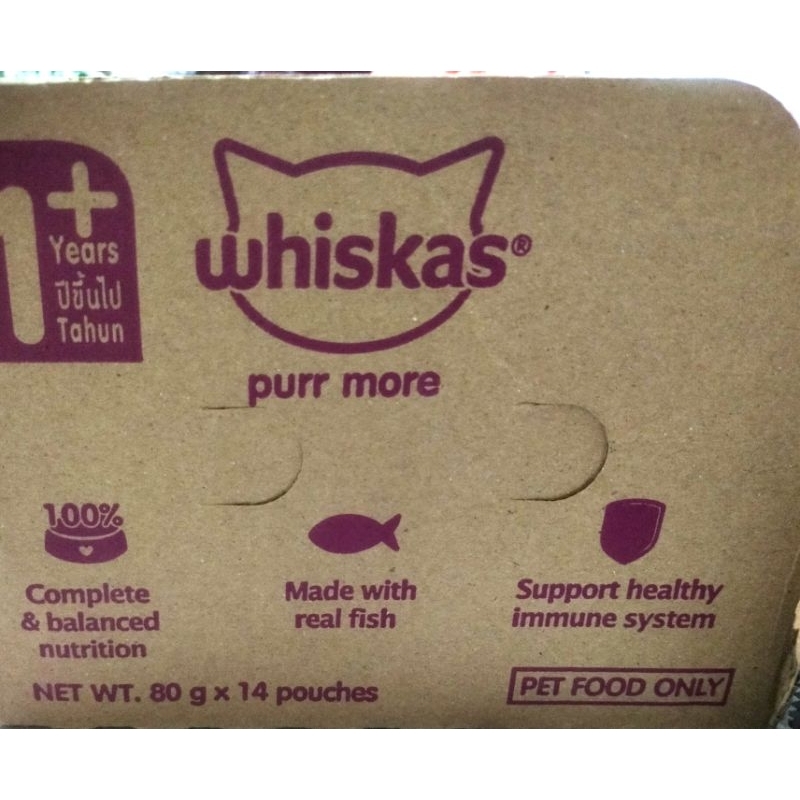 1+
Years
ปีขึ้นไป
Tahun
whiskas®
purr more
100%
Complete
& balanced
nutrition
Made with
real fish
Support healthy
immune system
NET WT. 80 g x 14 pouches
PET FOOD ONLY